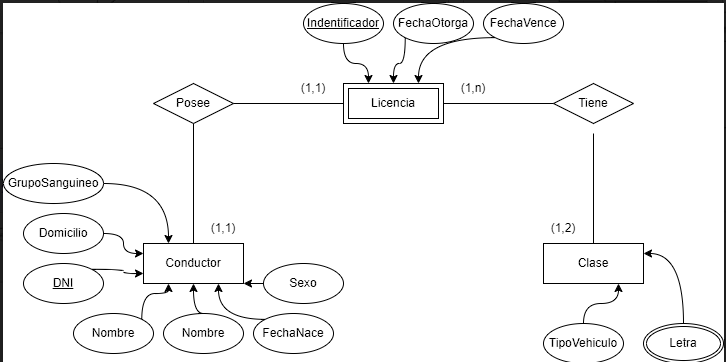 Indentificador
FechaOtorga
FechaVence
(1,1)
(1,n)
Posee
Licencia
Tiene
GrupoSanguineo
Domicilio
(1,1)
(1,2)
Conductor
Clase
DNI
Sexo
Nombre
Nombre
FechaNace
TipoVehiculo
Letra